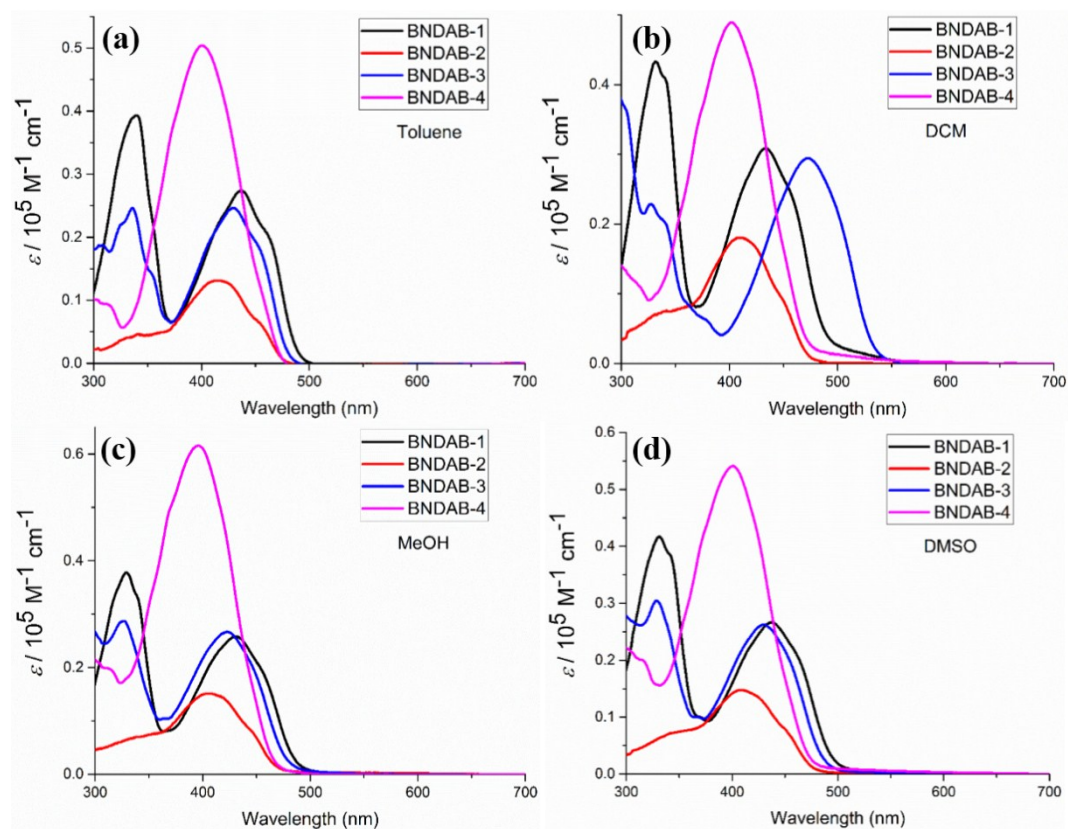 (a)
BNDAB-1
BNDAB-2
BNDAB-3
BNDAB-4
Toluene
ε / 10⁵ M⁻¹ cm⁻¹
0.5
0.4
0.3
0.2
0.1
0.0
300 400 500 600 700
Wavelength (nm)
(b)
BNDAB-1
BNDAB-2
BNDAB-3
BNDAB-4
DCM
ε / 10⁵ M⁻¹ cm⁻¹
0.4
0.2
0.0
300 400 500 600 700
Wavelength (nm)
(c)
BNDAB-1
BNDAB-2
BNDAB-3
BNDAB-4
MeOH
ε / 10⁵ M⁻¹ cm⁻¹
0.6
0.4
0.2
0.0
300 400 500 600 700
Wavelength (nm)
(d)
BNDAB-1
BNDAB-2
BNDAB-3
BNDAB-4
DMSO
ε / 10⁵ M⁻¹ cm⁻¹
0.6
0.5
0.4
0.3
0.2
0.1
0.0
300 400 500 600 700
Wavelength (nm)